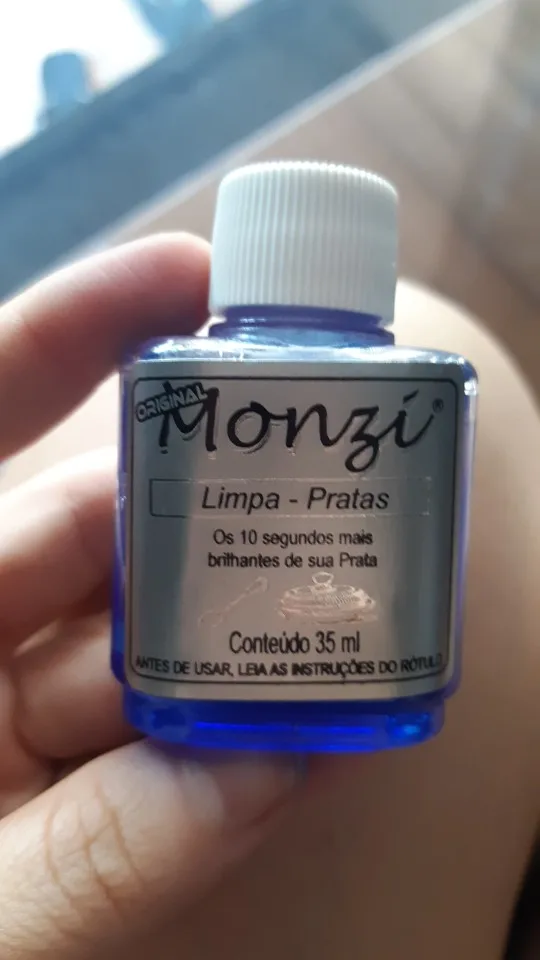 ORIGINAL
Monzi®
Limpa - Pratas
Os 10 segundos mais
brilhantes de sua Prata
Conteúdo 35 ml
ANTES DE USAR, LEIA AS INSTRUÇÕES DO RÓTULO